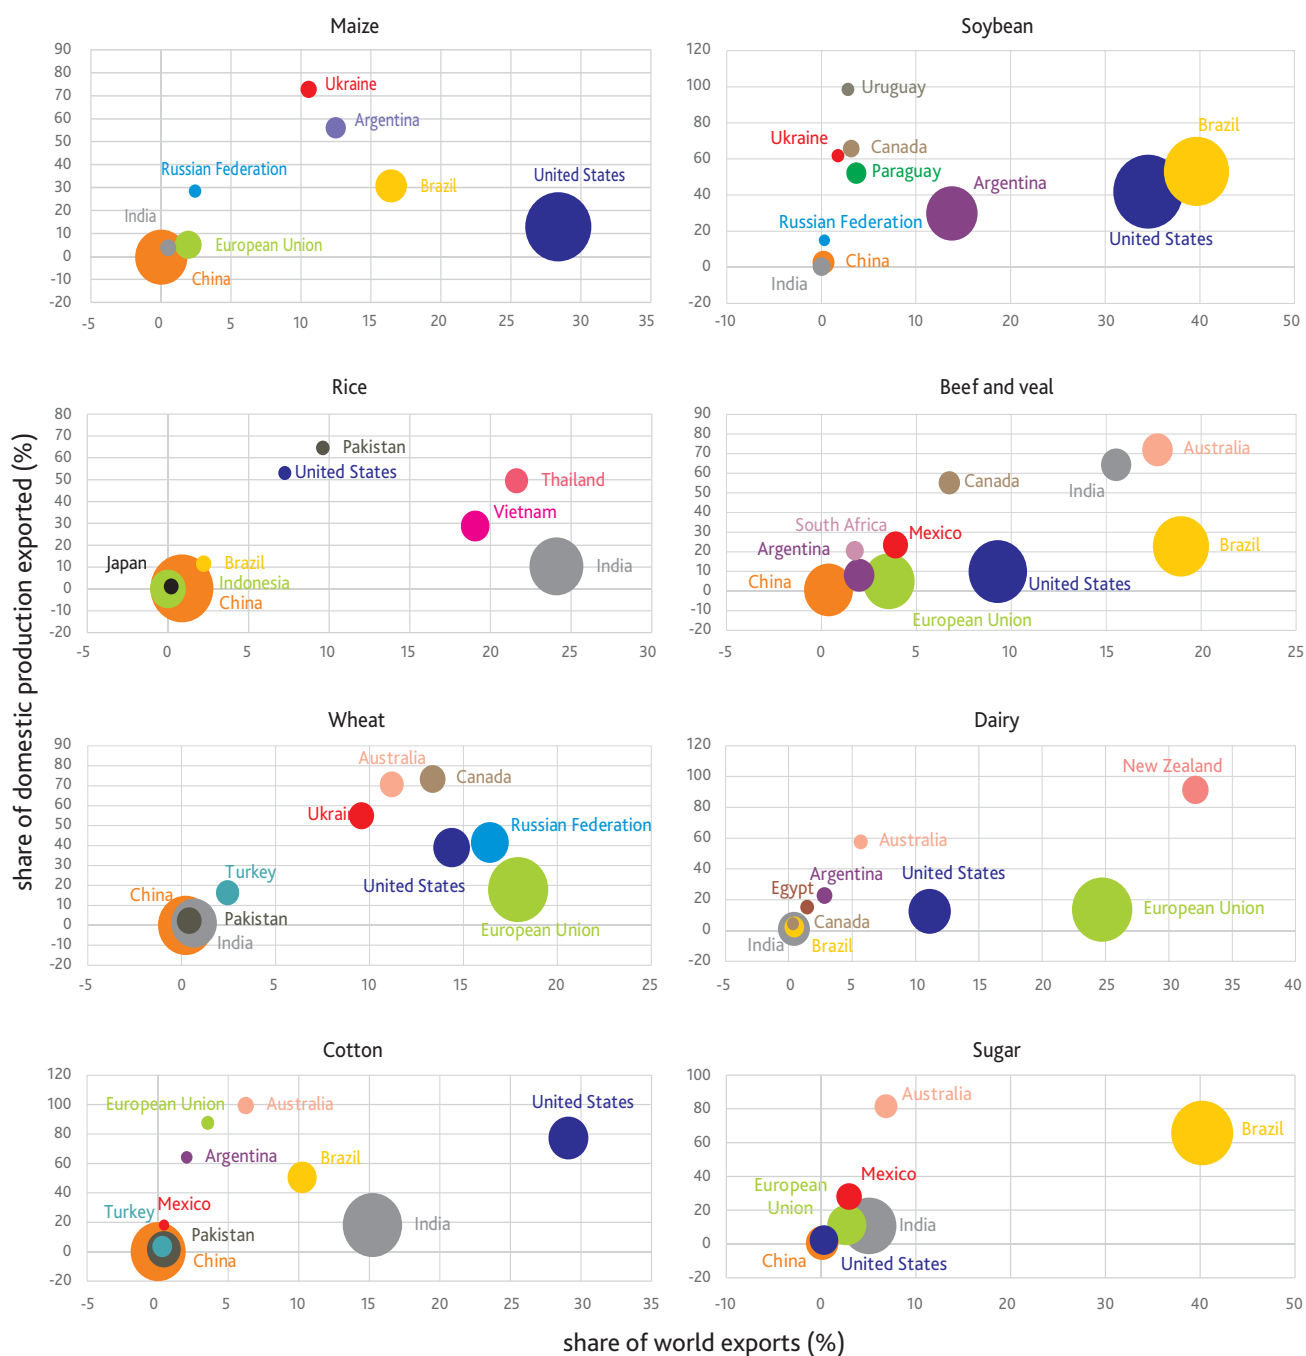 Maize
90
80
70
60
50
40
30
20
10
0
-10
-20
Ukraine
Argentina
Russian Federation
Brazil
United States
India
European Union
China
-5
0
5
10
15
20
25
30
35
Soybean
120
100
80
60
40
20
0
-20
Uruguay
Brazil
Ukraine
Canada
Paraguay
Argentina
Russian Federation
United States
China
India
-10
0
10
20
30
40
50
Rice
80
70
60
50
40
30
20
10
0
-10
-20
Pakistan
United States
Thailand
Vietnam
Japan
Brazil
India
Indonesia
China
-5
0
5
10
15
20
25
30
Beef and veal
90
80
70
60
50
40
30
20
10
0
-10
-20
Australia
Canada
India
South Africa
Mexico
Argentina
Brazil
China
United States
European Union
-5
0
5
10
15
20
25
share of domestic production exported (%)
Wheat
90
80
70
60
50
40
30
20
10
0
-10
-20
Australia
Canada
Ukrain
Russian Federation
Turkey
United States
China
Pakistan
European Union
India
-5
0
5
10
15
20
25
Dairy
120
100
80
60
40
20
0
-20
New Zealand
Australia
Argentina
United States
Egypt
European Union
Canada
India
Brazil
-5
0
5
10
15
20
25
30
35
40
Cotton
120
100
80
60
40
20
0
-20
European Union
Australia
United States
Argentina
Brazil
Mexico
Turkey
India
Pakistan
China
-5
0
5
10
15
20
25
30
35
Sugar
100
80
60
40
20
0
-20
Australia
Brazil
Mexico
European
Union
India
China
United States
-10
0
10
20
30
40
50
share of world exports (%)